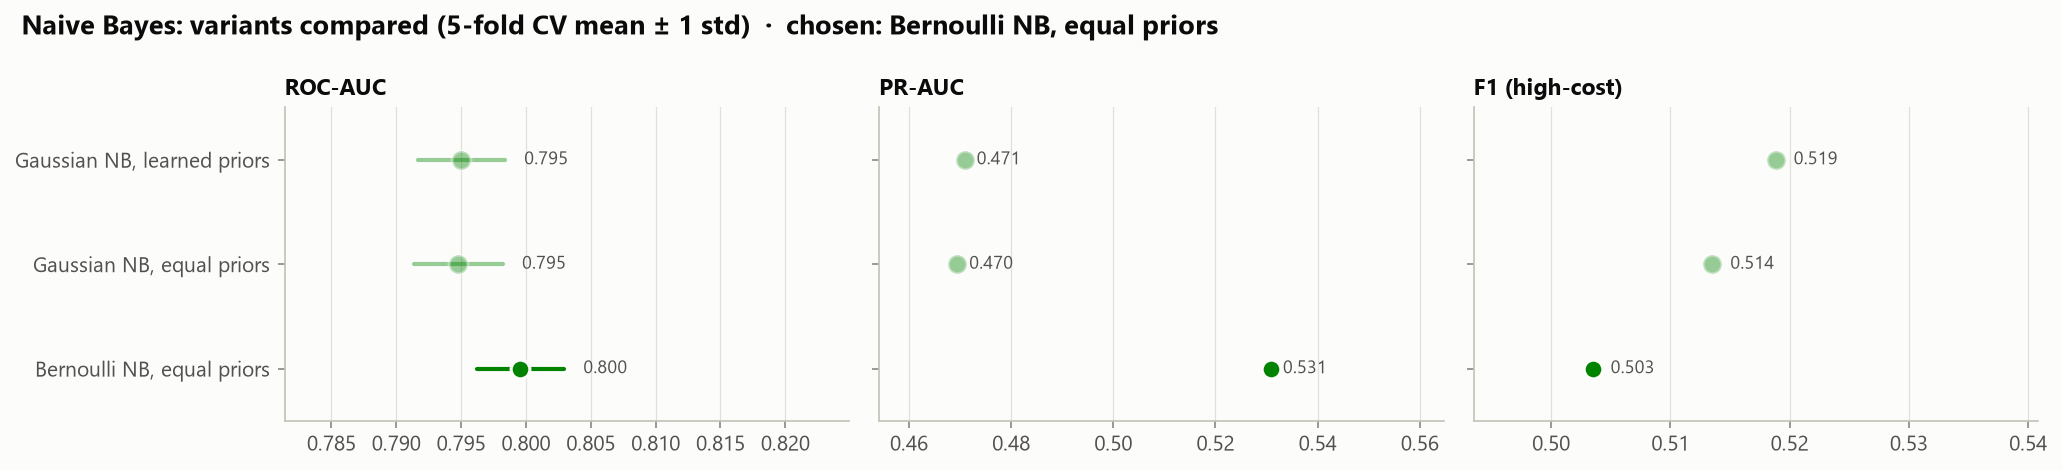 Naive Bayes: variants compared (5-fold CV mean ± 1 std)  ·  chosen: Bernoulli NB, equal priors
ROC-AUC
PR-AUC
F1 (high-cost)
Gaussian NB, learned priors
0.795
0.471
0.519
Gaussian NB, equal priors
0.795
0.470
0.514
Bernoulli NB, equal priors
0.800
0.531
0.503
0.785 0.790 0.795 0.800 0.805 0.810 0.815 0.820
0.46 0.48 0.50 0.52 0.54 0.56
0.50 0.51 0.52 0.53 0.54